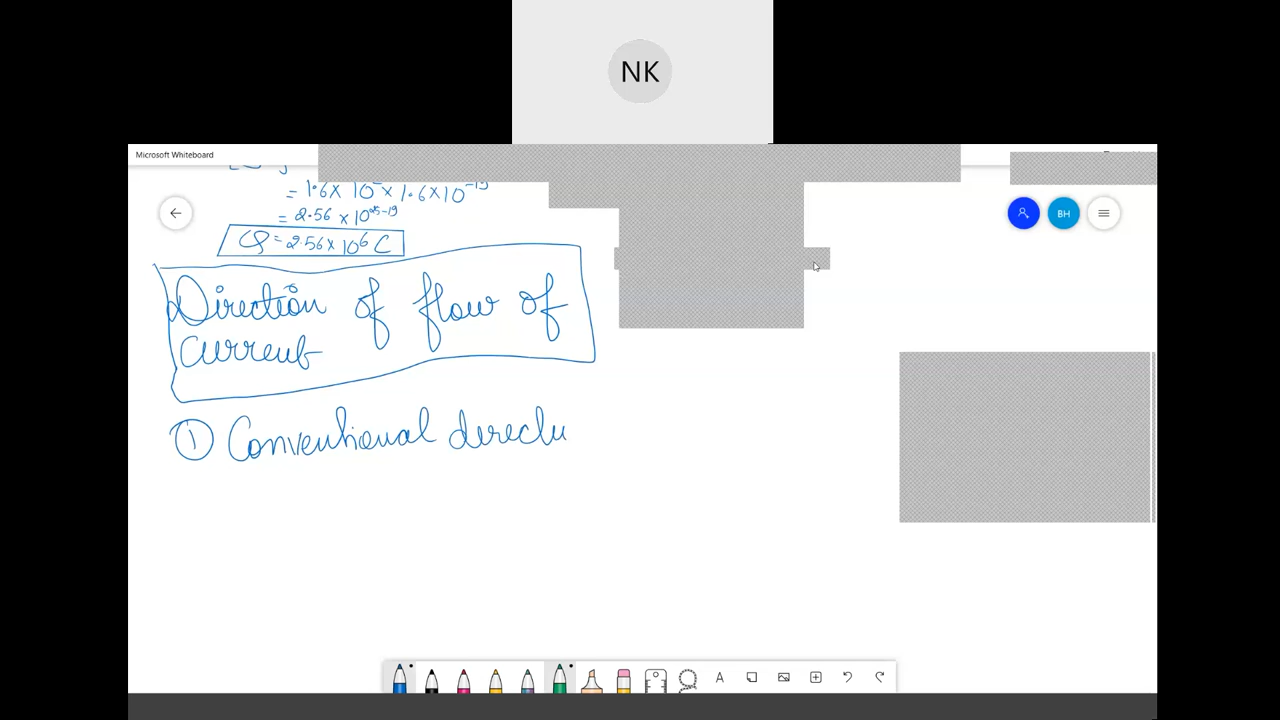 NK
Microsoft Whiteboard
= 1.6 × 10 × 1.6×10⁻¹⁹
= 2.56 × 10²⁵⁻¹⁹
Q = 2.56 × 10⁶ C
BH
Direction of flow of
current
① Conventional directi
A